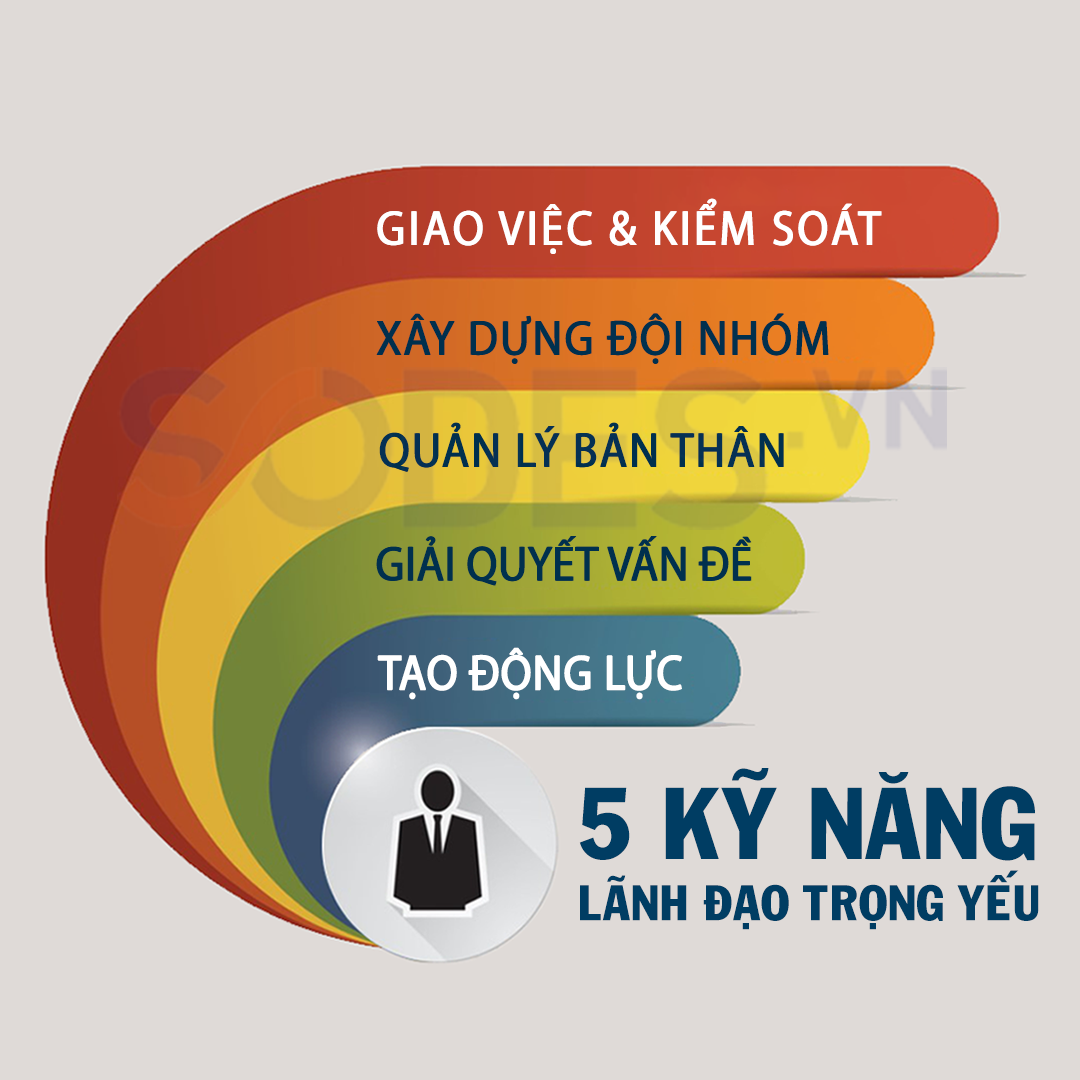 GIAO VIỆC & KIỂM SOÁT
XÂY DỰNG ĐỘI NHÓM
SODES.VN
QUẢN LÝ BẢN THÂN
GIẢI QUYẾT VẤN ĐỀ
TẠO ĐỘNG LỰC
5 KỸ NĂNG
LÃNH ĐẠO TRỌNG YẾU